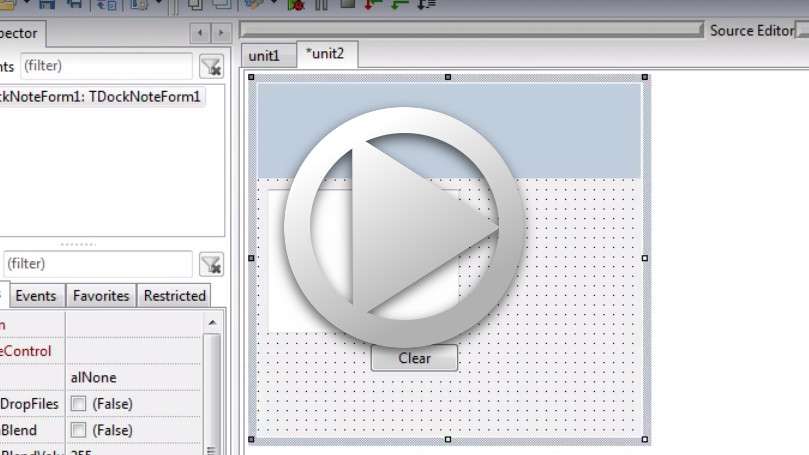 pector
Source Editor
unit1
*unit2
nts
(filter)
ckNoteForm1: TDockNoteForm1
(filter)
Events
Favorites
Restricted
n
eControl
alNone
DropFiles
(False)
Blend
(False)
Clear